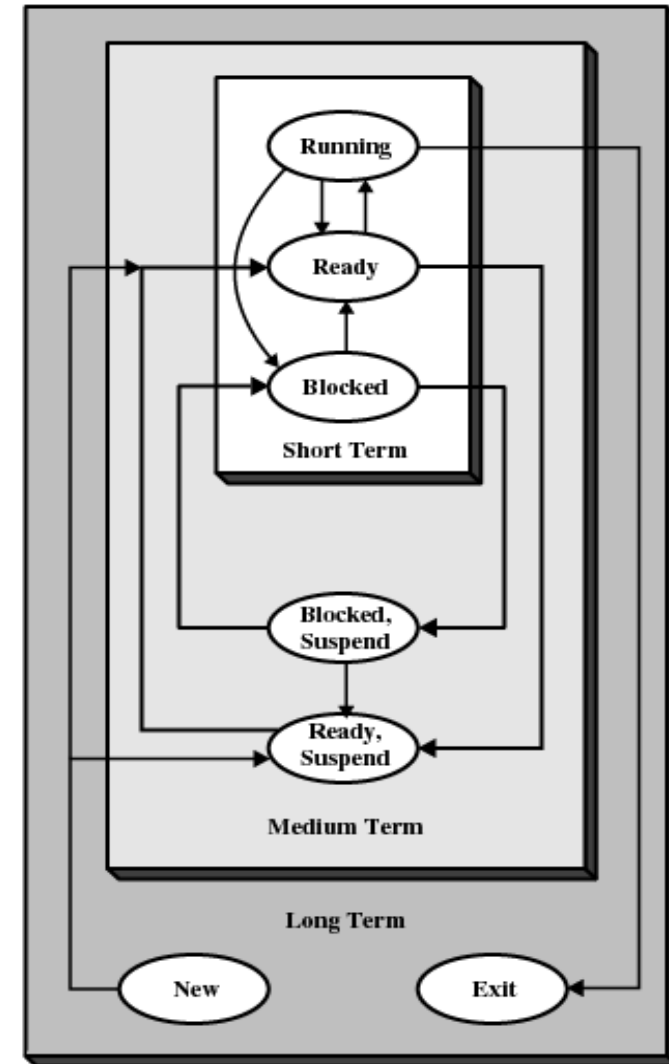 Running
Ready
Blocked
Short Term
Blocked,
Suspend
Ready,
Suspend
Medium Term
Long Term
New
Exit